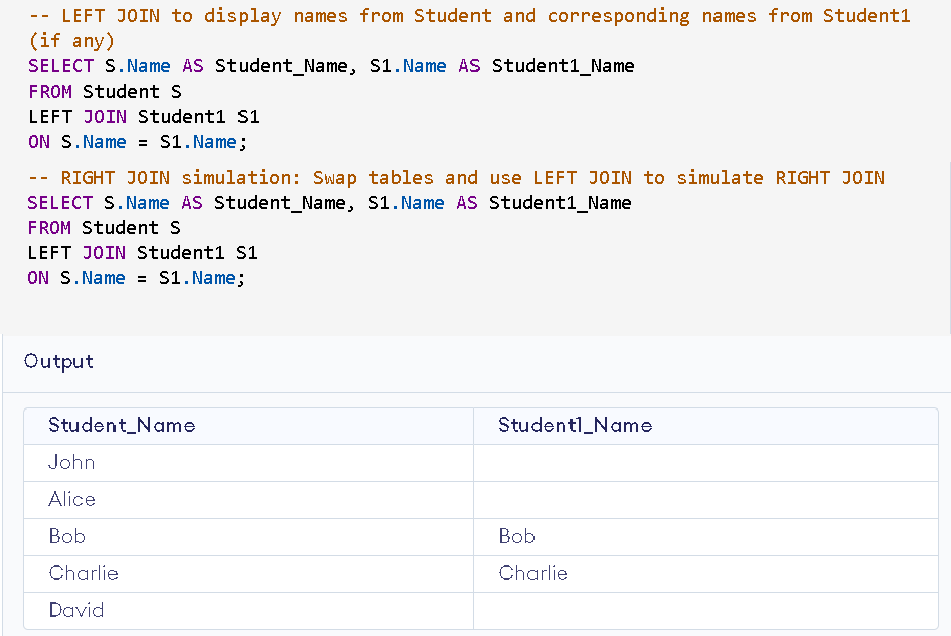 -- LEFT JOIN to display names from Student and corresponding names from Student1
(if any)
SELECT S.Name AS Student_Name, S1.Name AS Student1_Name
FROM Student S
LEFT JOIN Student1 S1
ON S.Name = S1.Name;
-- RIGHT JOIN simulation: Swap tables and use LEFT JOIN to simulate RIGHT JOIN
SELECT S.Name AS Student_Name, S1.Name AS Student1_Name
FROM Student S
LEFT JOIN Student1 S1
ON S.Name = S1.Name;
Output
Student_Name Student1_Name
John
Alice
Bob Bob
Charlie Charlie
David